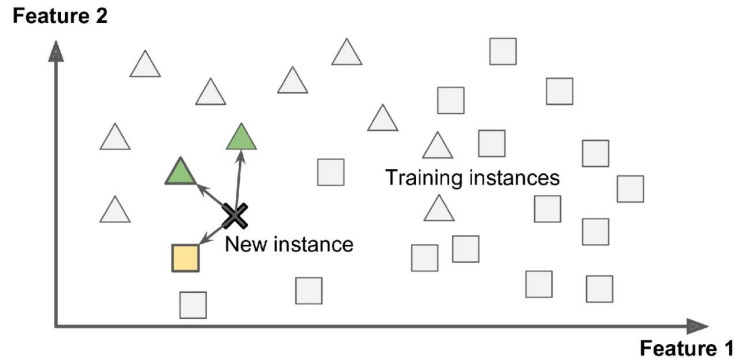 Feature 2
Training instances
New instance
Feature 1